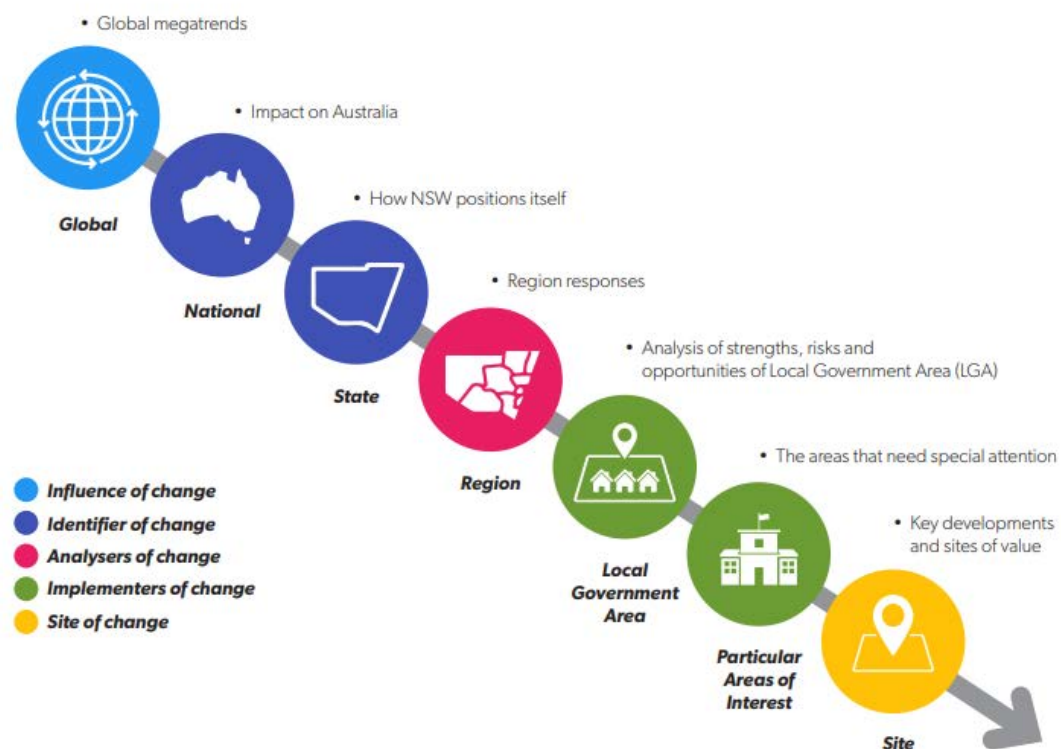 • Global megatrends
Global
• Impact on Australia
National
• How NSW positions itself
State
• Region responses
Region
• Analysis of strengths, risks and
opportunities of Local Government Area (LGA)
Local
Government
Area
• The areas that need special attention
Particular
Areas of
Interest
• Key developments
and sites of value
Site
Influence of change
Identifier of change
Analysers of change
Implementers of change
Site of change